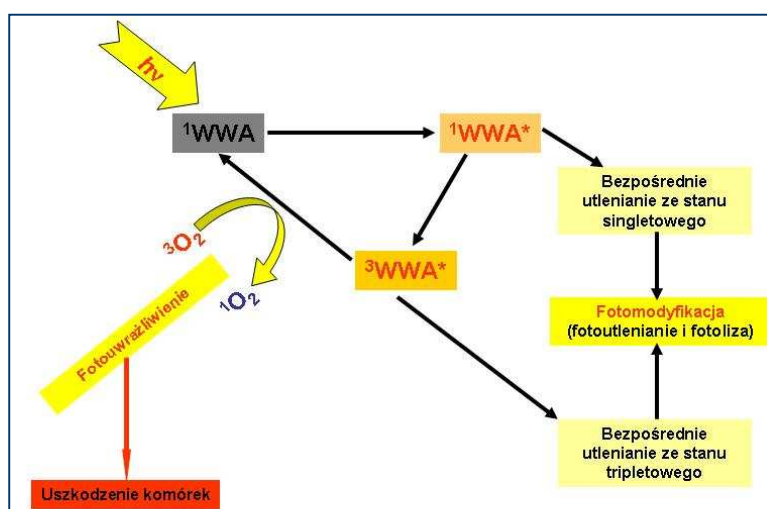 hν
¹WWA
¹WWA*
Bezpośrednie
utlenianie ze stanu
singletowego
³O₂
¹O₂
³WWA*
Fotouwraźliwienie
Fotomodyfikacja
(fotoutlenianie i fotoliza)
Bezpośrednie
utlenianie ze stanu
tripletowego
Uszkodzenie komórek